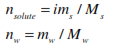 n_solute = im_s / M_s
n_w = m_w / M_w